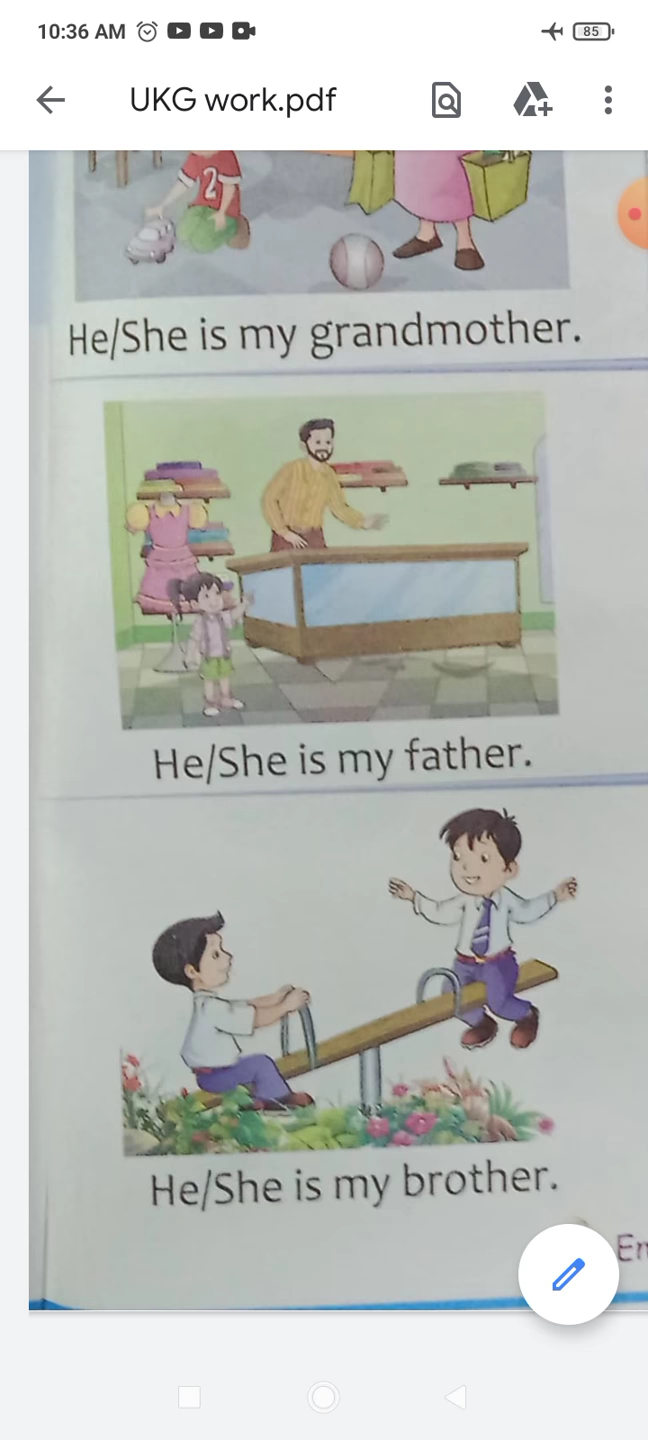 10:36 AM 85
UKG work.pdf
2
He/She is my grandmother.
He/She is my father.
He/She is my brother.